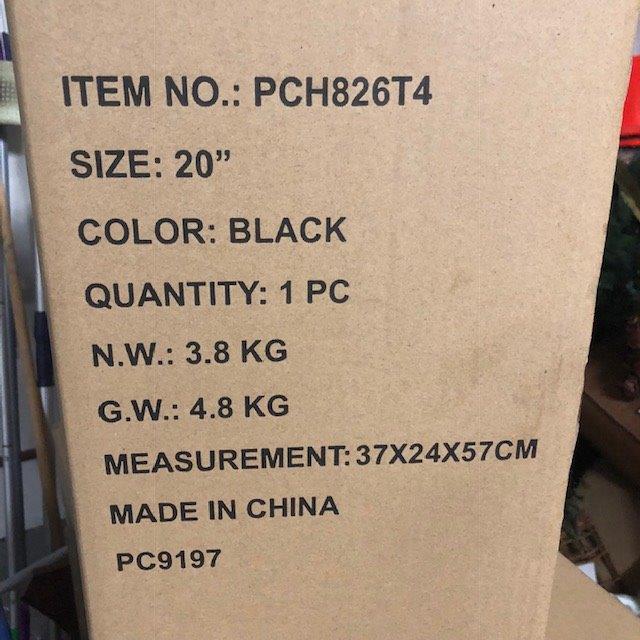 ITEM NO.: PCH826T4
SIZE: 20”
COLOR: BLACK
QUANTITY: 1 PC
N.W.: 3.8 KG
G.W.: 4.8 KG
MEASUREMENT: 37X24X57CM
MADE IN CHINA
PC9197